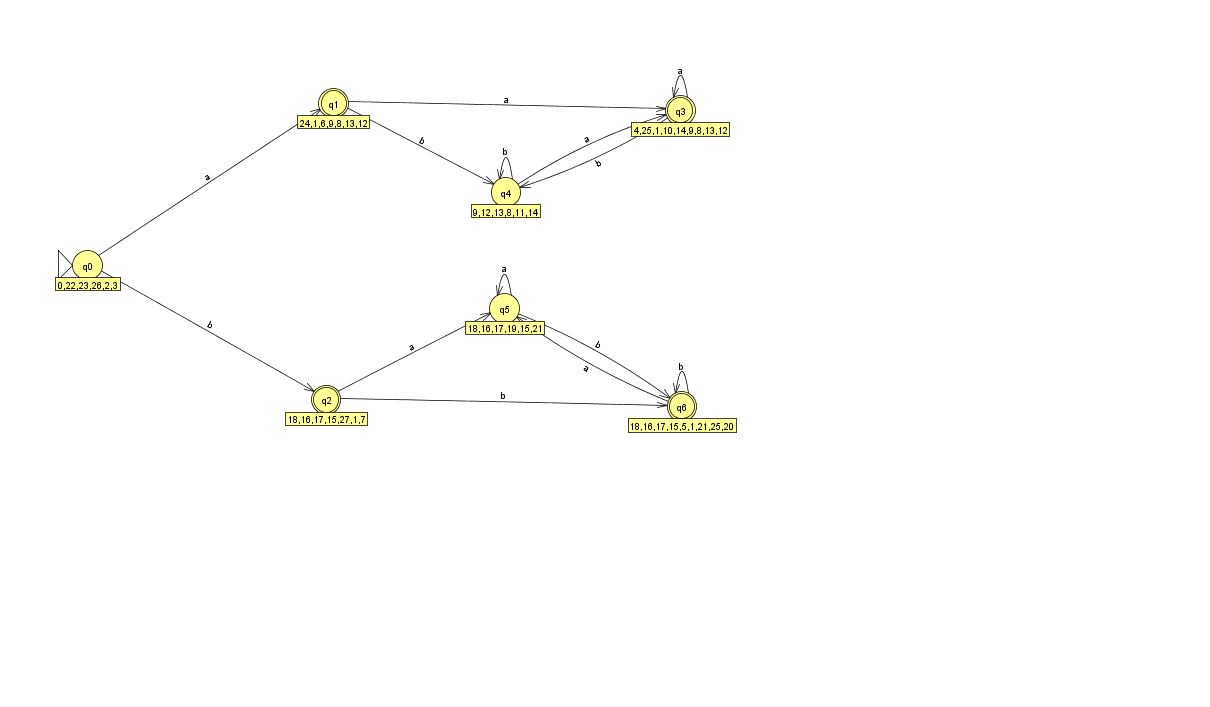 a
q1
a
q3
24,1,6,9,8,13,12
4,25,1,10,14,9,8,13,12
b
a
b
b
a
q4
9,12,13,8,11,14
q0
a
0,22,23,26,2,3
q5
b
18,16,17,19,15,21
a
b
a
b
q2
b
q6
18,16,17,15,27,1,7
18,16,17,15,5,1,21,25,20